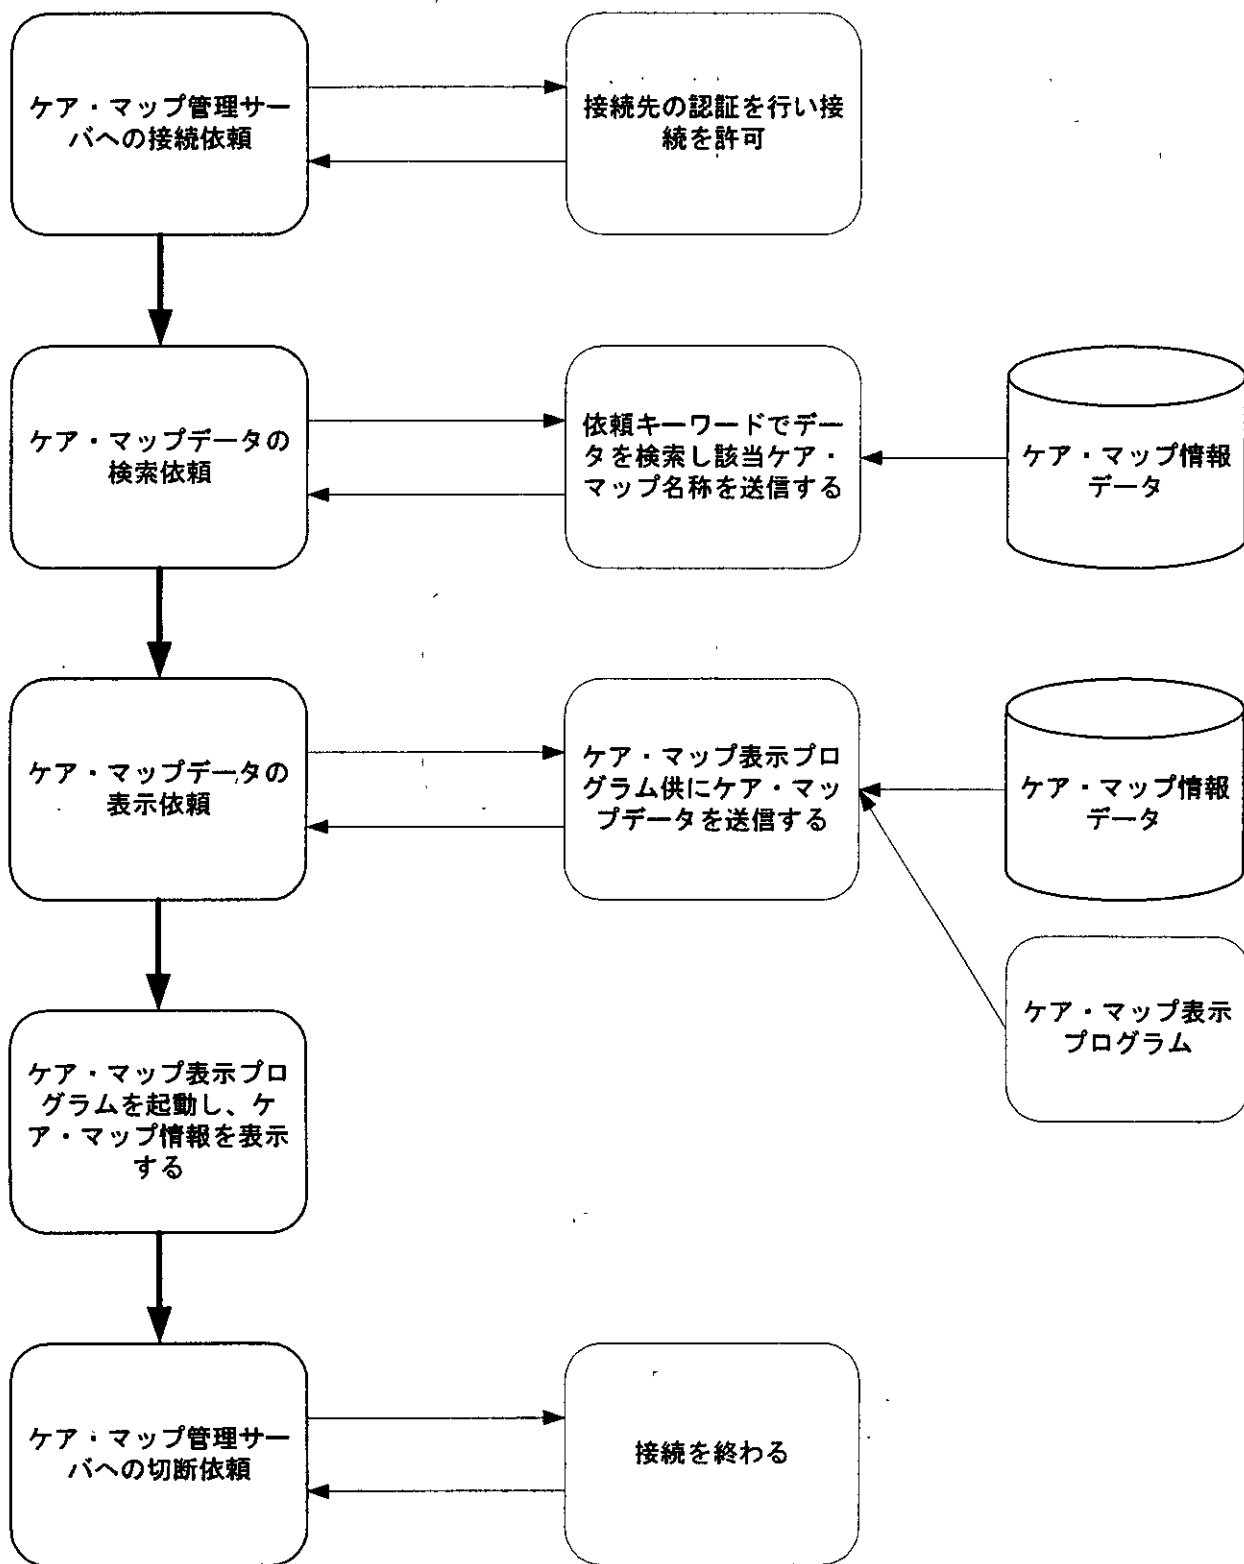 ケア・マップ管理サー
バへの接続依頼
接続先の認証を行い接
続を許可
ケア・マップデータの
検索依頼
依頼キーワードでデー
タを検索し該当ケア・
マップ名称を送信する
ケア・マップ情報
データ
ケア・マップデータの
表示依頼
ケア・マップ表示プロ
グラム供にケア・マッ
プデータを送信する
ケア・マップ情報
データ
ケア・マップ表示
プログラム
ケア・マップ表示プロ
グラムを起動し、ケ
ア・マップ情報を表示
する
ケア・マップ管理サー
バへの切断依頼
接続を終わる